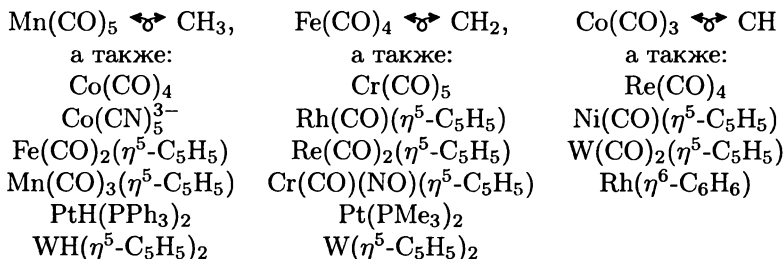 Mn(CO)₅ ↔ CH₃, Fe(CO)₄ ↔ CH₂, Co(CO)₃ ↔ CH
а также: а также: а также:
Co(CO)₄ Cr(CO)₅ Re(CO)₄
Co(CN)₅³⁻ Rh(CO)(η⁵-C₅H₅) Ni(CO)(η⁵-C₅H₅)
Fe(CO)₂(η⁵-C₅H₅) Re(CO)₂(η⁵-C₅H₅) W(CO)₂(η⁵-C₅H₅)
Mn(CO)₃(η⁵-C₅H₅) Cr(CO)(NO)(η⁵-C₅H₅) Rh(η⁶-C₆H₆)
PtH(PPh₃)₂ Pt(PMe₃)₂
WH(η⁵-C₅H₅)₂ W(η⁵-C₅H₅)₂